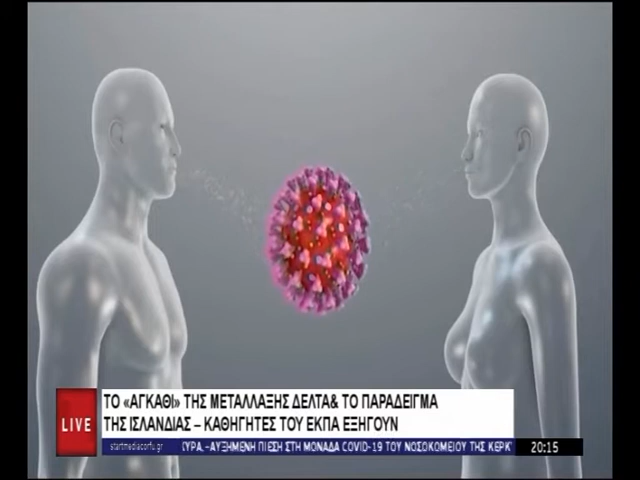 ΤΟ «ΑΓΚΑΘΙ» ΤΗΣ ΜΕΤΑΛΛΑΞΗΣ ΔΕΛΤΑ& ΤΟ ΠΑΡΑΔΕΙΓΜΑ
ΤΗΣ ΙΣΛΑΝΔΙΑΣ – ΚΑΘΗΓΗΤΕΣ ΤΟΥ ΕΚΠΑ ΕΞΗΓΟΥΝ
LIVE
startmediacorfu.gr ΚΥΡΑ.-ΑΥΞΗΜΕΝΗ ΠΙΕΣΗ ΣΤΗ ΜΟΝΑΔΑ COVID-19 ΤΟΥ ΝΟΣΟΚΟΜΕΙΟΥ ΤΗΣ ΚΕΡΚ 20:15